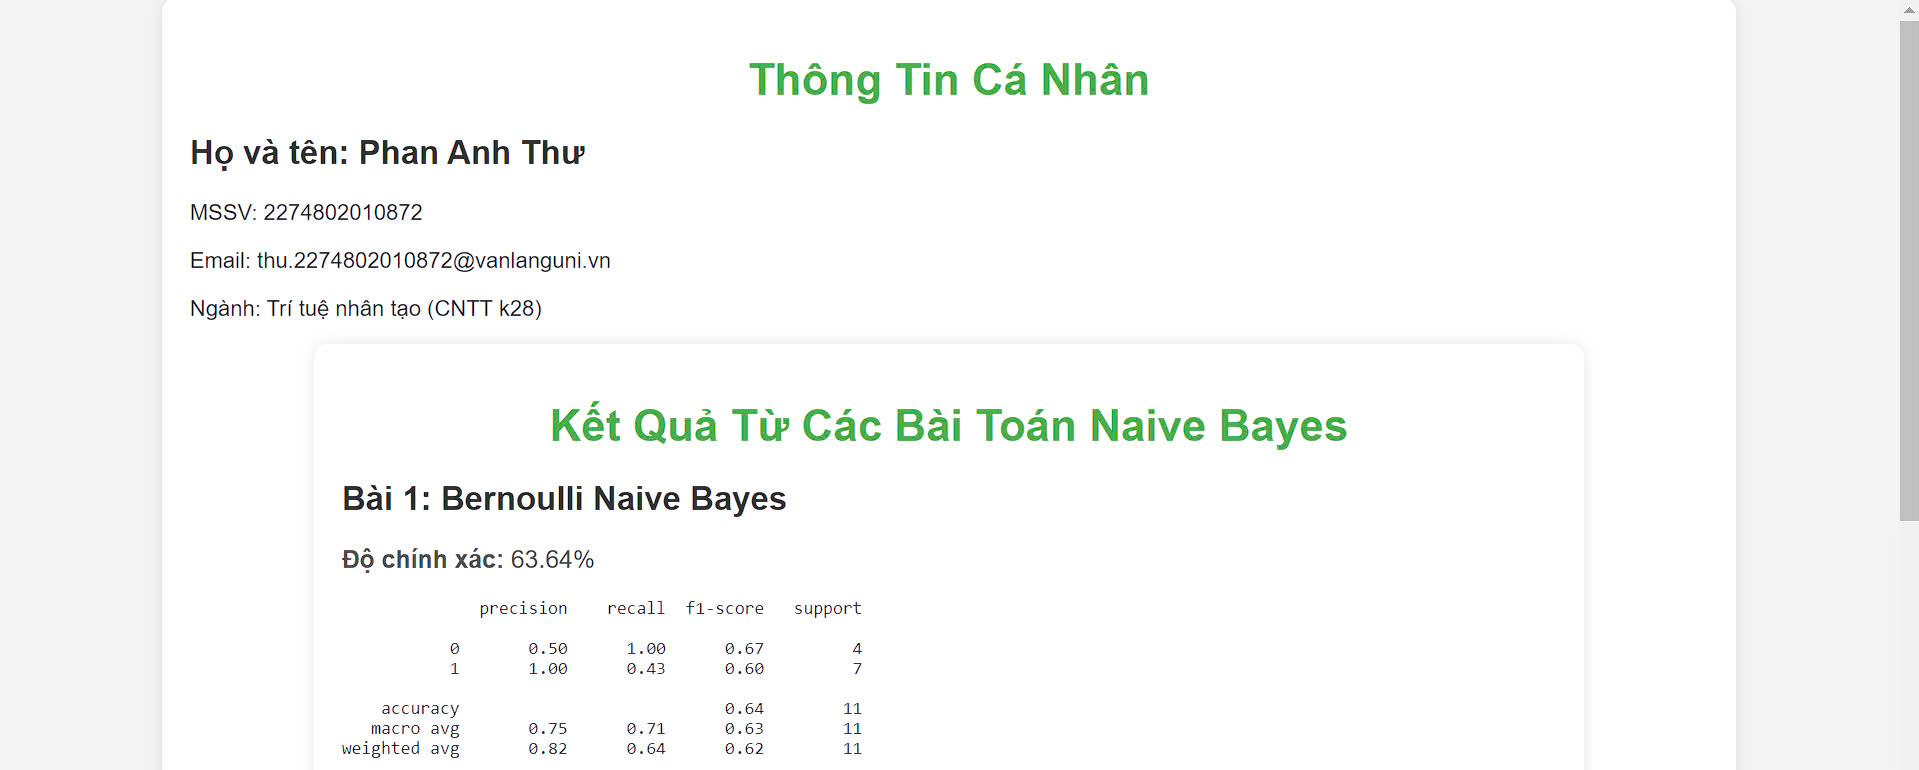 Thông Tin Cá Nhân
Họ và tên: Phan Anh Thư
MSSV: 2274802010872
Email: thu.2274802010872@vanlanguni.vn
Ngành: Trí tuệ nhân tạo (CNTT k28)
Kết Quả Từ Các Bài Toán Naive Bayes
Bài 1: Bernoulli Naive Bayes
Độ chính xác: 63.64%
precision recall f1-score support
0 0.50 1.00 0.67 4
1 1.00 0.43 0.60 7
accuracy 0.64 11
macro avg 0.75 0.71 0.63 11
weighted avg 0.82 0.64 0.62 11